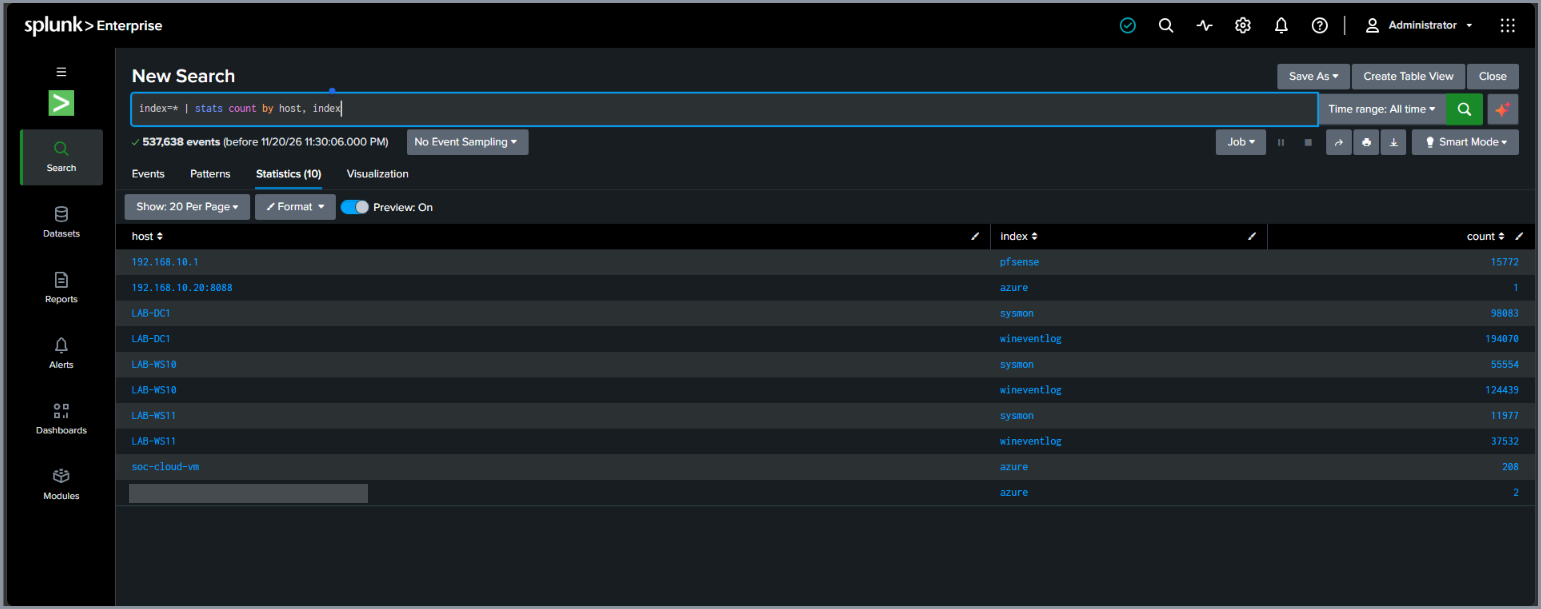 splunk> Enterprise
Administrator
New Search
Save As
Create Table View
Close
index=* | stats count by host, index
Time range: All time
537,638 events (before 11/20/26 11:30:06.000 PM)
No Event Sampling
Job
Smart Mode
Search
Datasets
Reports
Alerts
Dashboards
Modules
Events
Patterns
Statistics (10)
Visualization
Show: 20 Per Page
Format
Preview: On
host index count
192.168.10.1 pfsense 15772
192.168.10.20:8088 azure 1
LAB-DC1 sysmon 98083
LAB-DC1 wineventlog 194070
LAB-WS10 sysmon 55554
LAB-WS10 wineventlog 124439
LAB-WS11 sysmon 11977
LAB-WS11 wineventlog 37532
soc-cloud-vm azure 208
azure 2